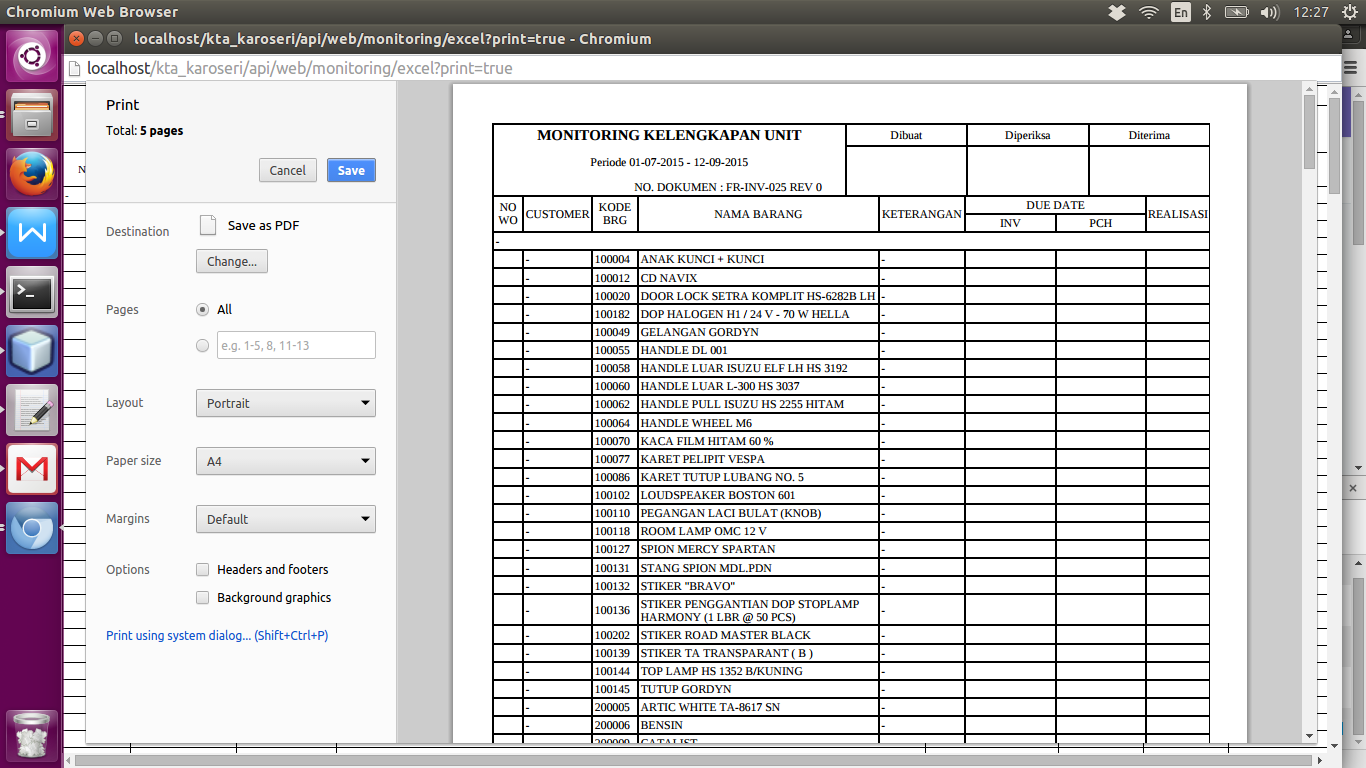 Chromium Web Browser
En
12:27
localhost/kta_karoseri/api/web/monitoring/excel?print=true - Chromium
localhost/kta_karoseri/api/web/monitoring/excel?print=true
Print
Total: 5 pages
Cancel Save
Destination Save as PDF
Change...
Pages All
e.g. 1-5, 8, 11-13
Layout Portrait
Paper size A4
Margins Default
Options Headers and footers
Background graphics
Print using system dialog... (Shift+Ctrl+P)
N
-
MONITORING KELENGKAPAN UNIT Dibuat Diperiksa Diterima
Periode 01-07-2015 - 12-09-2015
NO. DOKUMEN : FR-INV-025 REV 0
NO WO CUSTOMER KODE BRG NAMA BARANG KETERANGAN DUE DATE REALISASI
INV PCH
-
- 100004 ANAK KUNCI + KUNCI -
- 100012 CD NAVIX -
- 100020 DOOR LOCK SETRA KOMPLIT HS-6282B LH -
- 100182 DOP HALOGEN H1 / 24 V - 70 W HELLA -
- 100049 GELANGAN GORDYN -
- 100055 HANDLE DL 001 -
- 100058 HANDLE LUAR ISUZU ELF LH HS 3192 -
- 100060 HANDLE LUAR L-300 HS 3037 -
- 100062 HANDLE PULL ISUZU HS 2255 HITAM -
- 100064 HANDLE WHEEL M6 -
- 100070 KACA FILM HITAM 60 % -
- 100077 KARET PELIPIT VESPA -
- 100086 KARET TUTUP LUBANG NO. 5 -
- 100102 LOUDSPEAKER BOSTON 601 -
- 100110 PEGANGAN LACI BULAT (KNOB) -
- 100118 ROOM LAMP OMC 12 V -
- 100127 SPION MERCY SPARTAN -
- 100131 STANG SPION MDL.PDN -
- 100132 STIKER "BRAVO" -
- 100136 STIKER PENGGANTIAN DOP STOPLAMP -
HARMONY (1 LBR @ 50 PCS)
- 100202 STIKER ROAD MASTER BLACK -
- 100139 STIKER TA TRANSPARANT ( B ) -
- 100144 TOP LAMP HS 1352 B/KUNING -
- 100145 TUTUP GORDYN -
- 200005 ARTIC WHITE TA-8617 SN -
- 200006 BENSIN -
200009 CATALIST